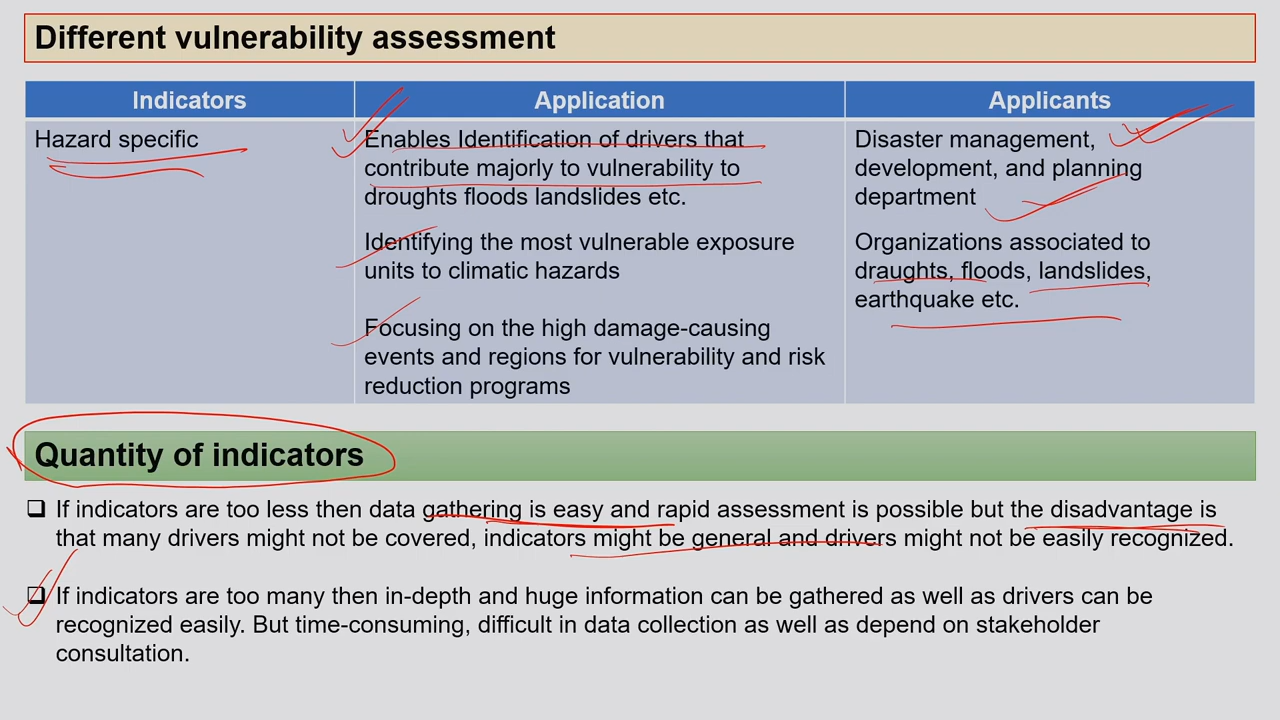 Different vulnerability assessment
Indicators
Application
Applicants
Hazard specific
Enables Identification of drivers that
contribute majorly to vulnerability to
droughts floods landslides etc.
Identifying the most vulnerable exposure
units to climatic hazards
Focusing on the high damage-causing
events and regions for vulnerability and risk
reduction programs
Disaster management,
development, and planning
department
Organizations associated to
draughts, floods, landslides,
earthquake etc.
Quantity of indicators
If indicators are too less then data gathering is easy and rapid assessment is possible but the disadvantage is
that many drivers might not be covered, indicators might be general and drivers might not be easily recognized.
If indicators are too many then in-depth and huge information can be gathered as well as drivers can be
recognized easily. But time-consuming, difficult in data collection as well as depend on stakeholder
consultation.